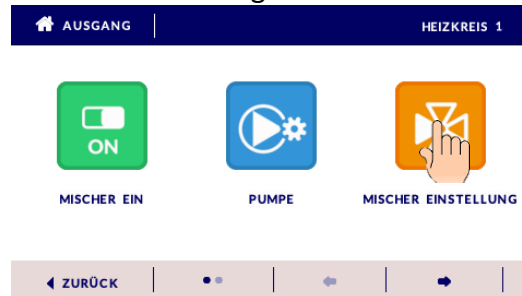 AUSGANG
HEIZKREIS 1
ON
MISCHER EIN
PUMPE
MISCHER EINSTELLUNG
ZURÜCK